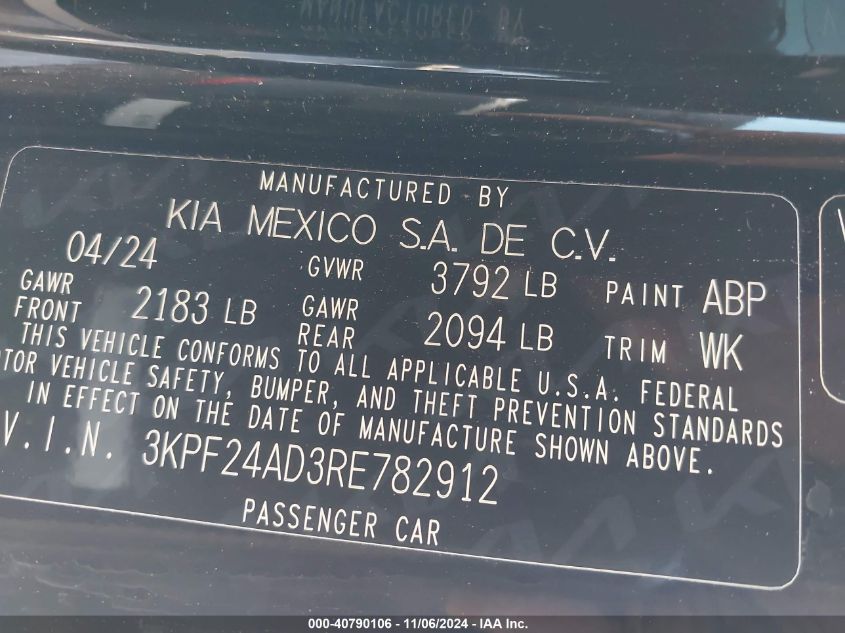 MANUFACTURED BY
KIA MEXICO S.A. DE C.V.
04/24 GVWR 3792 LB PAINT ABP
GAWR FRONT 2183 LB GAWR REAR 2094 LB TRIM WK
THIS VEHICLE CONFORMS TO ALL APPLICABLE U.S.A. FEDERAL
VEHICLE SAFETY, BUMPER, AND THEFT PREVENTION STANDARDS
IN EFFECT ON THE DATE OF MANUFACTURE SHOWN ABOVE.
V.I.N. 3KPF24AD3RE782912
PASSENGER CAR
000-40790106 - 11/06/2024 - IAA Inc.